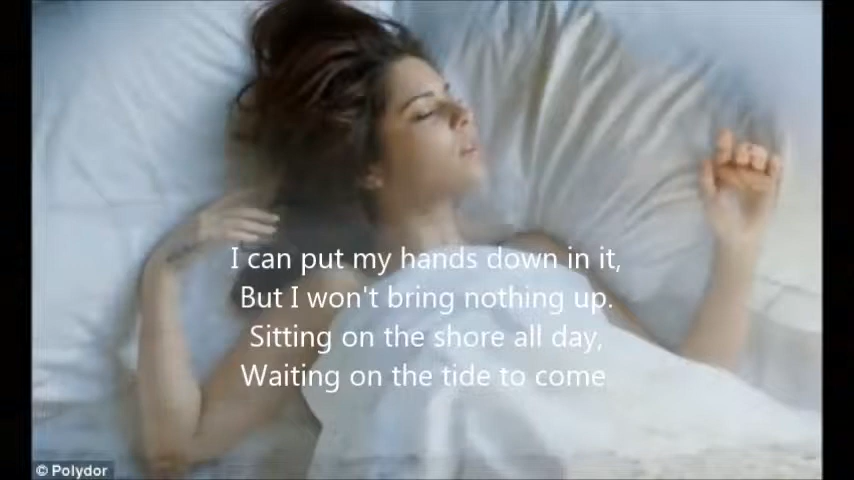 I can put my hands down in it,
But I won't bring nothing up.
Sitting on the shore all day,
Waiting on the tide to come
© Polydor